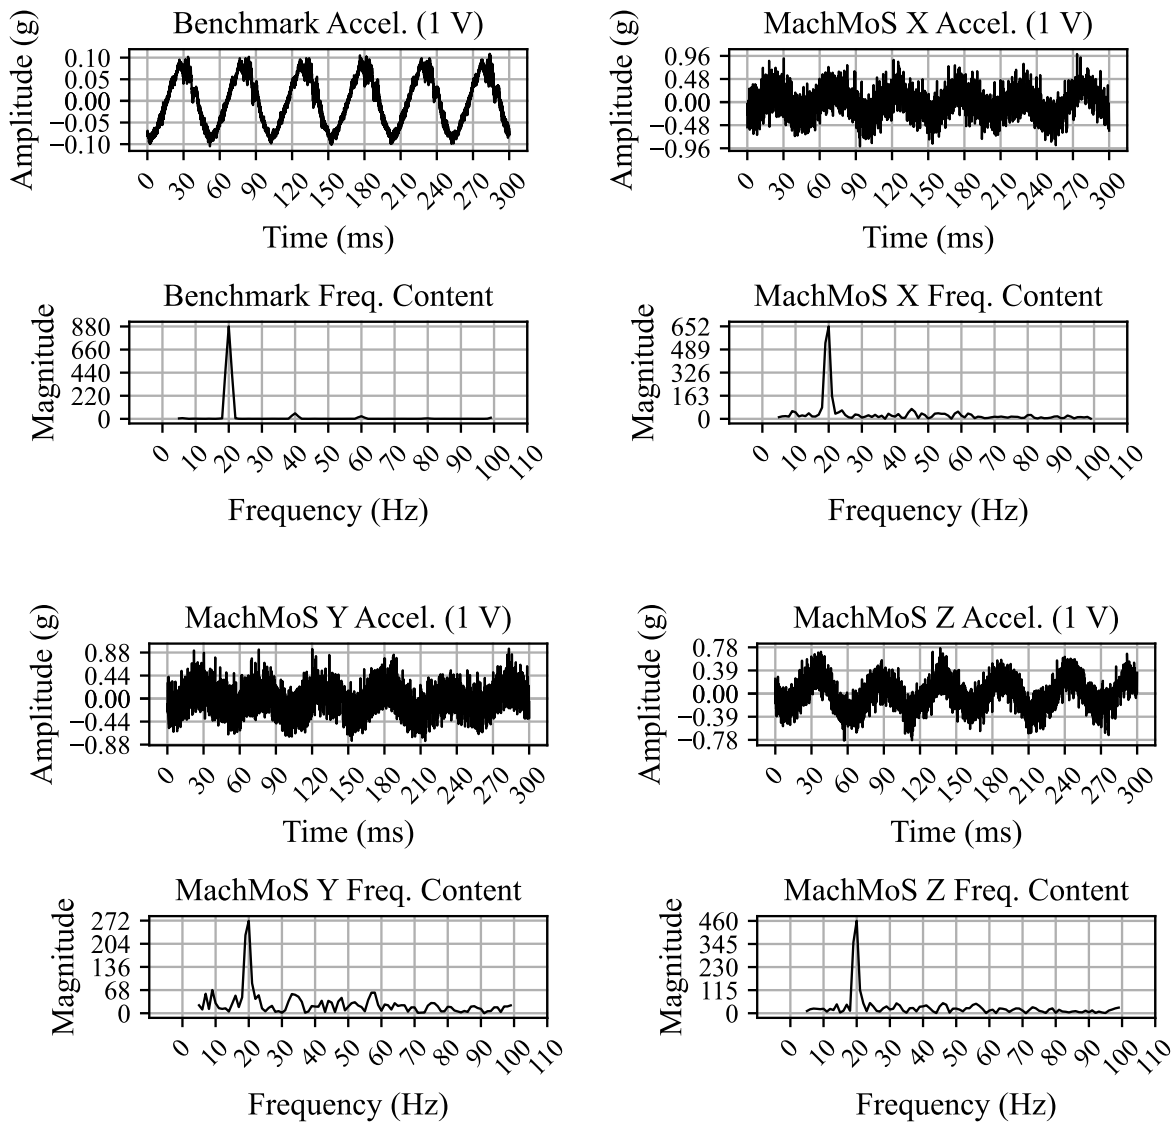 Benchmark Accel. (1 V)
Amplitude (g)
0.10
0.05
0.00
−0.05
−0.10
0 30 60 90 120 150 180 210 240 270 300
Time (ms)
MachMoS X Accel. (1 V)
Amplitude (g)
0.96
0.48
0.00
−0.48
−0.96
0 30 60 90 120 150 180 210 240 270 300
Time (ms)
Benchmark Freq. Content
Magnitude
880
660
440
220
0
0 10 20 30 40 50 60 70 80 90 100 110
Frequency (Hz)
MachMoS X Freq. Content
Magnitude
652
489
326
163
0
0 10 20 30 40 50 60 70 80 90 100 110
Frequency (Hz)
MachMoS Y Accel. (1 V)
Amplitude (g)
0.88
0.44
0.00
−0.44
−0.88
0 30 60 90 120 150 180 210 240 270 300
Time (ms)
MachMoS Z Accel. (1 V)
Amplitude (g)
0.78
0.39
0.00
−0.39
−0.78
0 30 60 90 120 150 180 210 240 270 300
Time (ms)
MachMoS Y Freq. Content
Magnitude
272
204
136
68
0
0 10 20 30 40 50 60 70 80 90 100 110
Frequency (Hz)
MachMoS Z Freq. Content
Magnitude
460
345
230
115
0
0 10 20 30 40 50 60 70 80 90 100 110
Frequency (Hz)